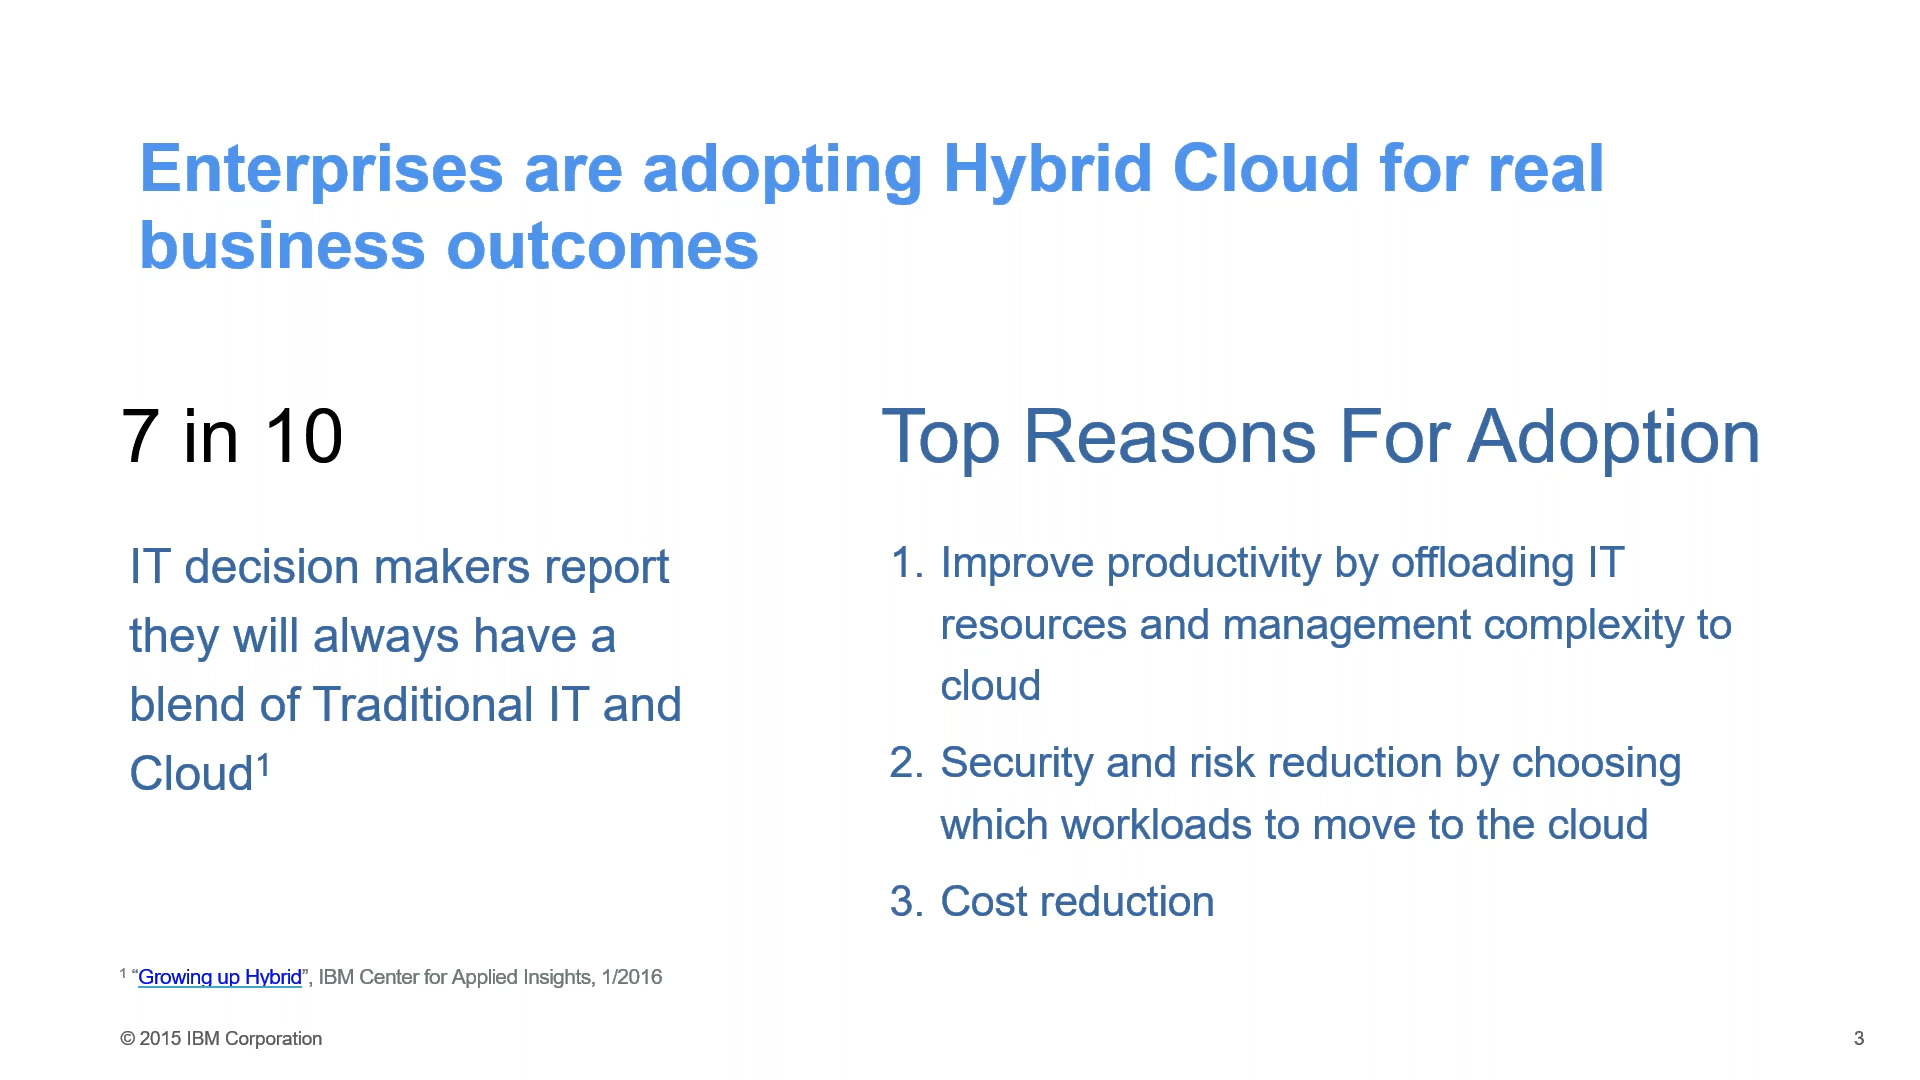 Enterprises are adopting Hybrid Cloud for real
business outcomes
7 in 10
IT decision makers report
they will always have a
blend of Traditional IT and
Cloud¹
Top Reasons For Adoption
1. Improve productivity by offloading IT
resources and management complexity to
cloud
2. Security and risk reduction by choosing
which workloads to move to the cloud
3. Cost reduction
¹ “Growing up Hybrid”, IBM Center for Applied Insights, 1/2016
© 2015 IBM Corporation
3